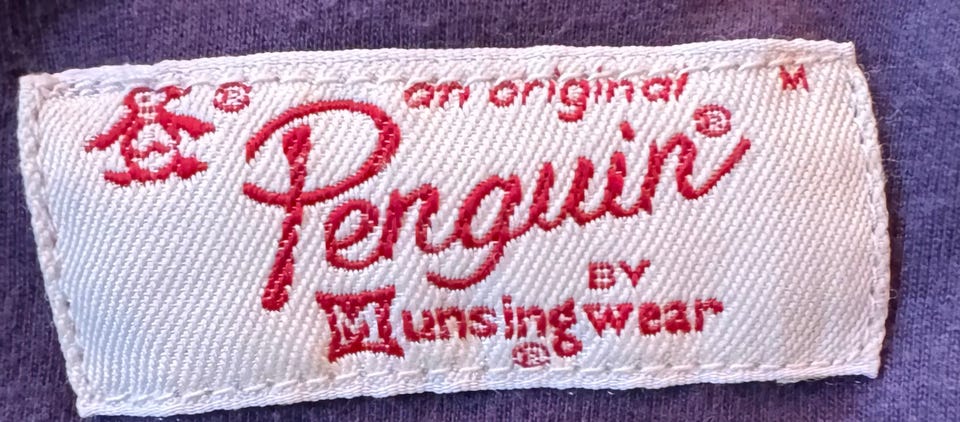 ® an original M
Penguin®
BY
Munsingwear
®